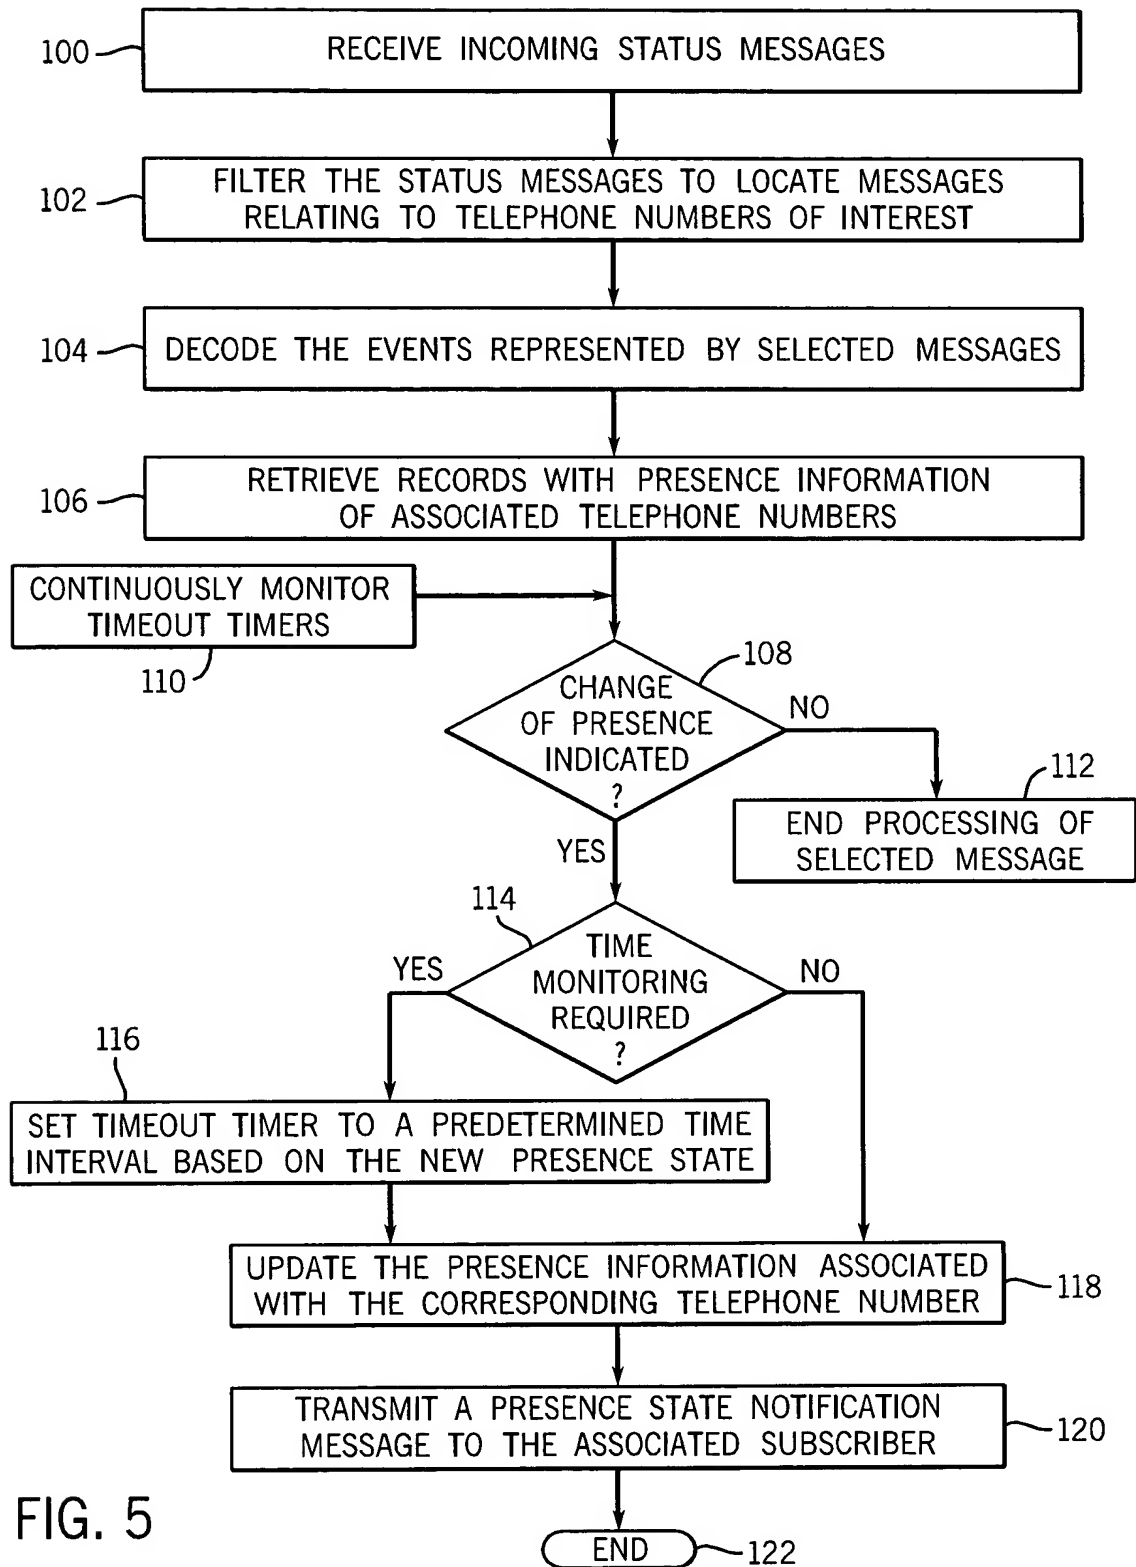 100
RECEIVE INCOMING STATUS MESSAGES
102
FILTER THE STATUS MESSAGES TO LOCATE MESSAGES
RELATING TO TELEPHONE NUMBERS OF INTEREST
104
DECODE THE EVENTS REPRESENTED BY SELECTED MESSAGES
106
RETRIEVE RECORDS WITH PRESENCE INFORMATION
OF ASSOCIATED TELEPHONE NUMBERS
CONTINUOUSLY MONITOR
TIMEOUT TIMERS
110
108
CHANGE
OF PRESENCE
INDICATED
?
NO
112
END PROCESSING OF
SELECTED MESSAGE
YES
114
TIME
MONITORING
REQUIRED
?
YES
NO
116
SET TIMEOUT TIMER TO A PREDETERMINED TIME
INTERVAL BASED ON THE NEW PRESENCE STATE
UPDATE THE PRESENCE INFORMATION ASSOCIATED
WITH THE CORRESPONDING TELEPHONE NUMBER
118
TRANSMIT A PRESENCE STATE NOTIFICATION
MESSAGE TO THE ASSOCIATED SUBSCRIBER
120
FIG. 5
END
122